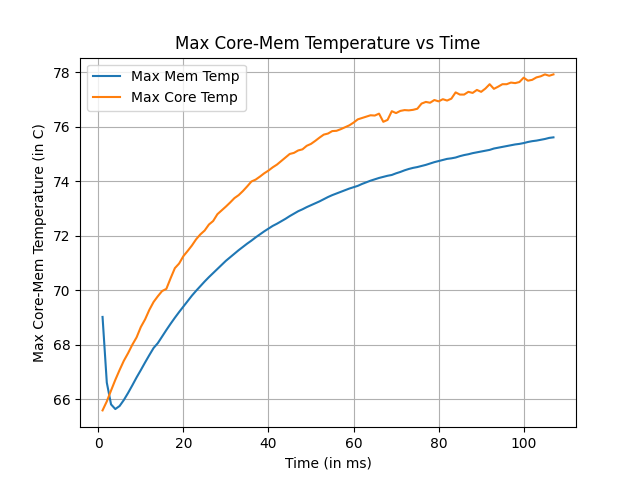 Max Core-Mem Temperature vs Time
Max Mem Temp
Max Core Temp
Max Core-Mem Temperature (in C)
78
76
74
72
70
68
66
0 20 40 60 80 100
Time (in ms)